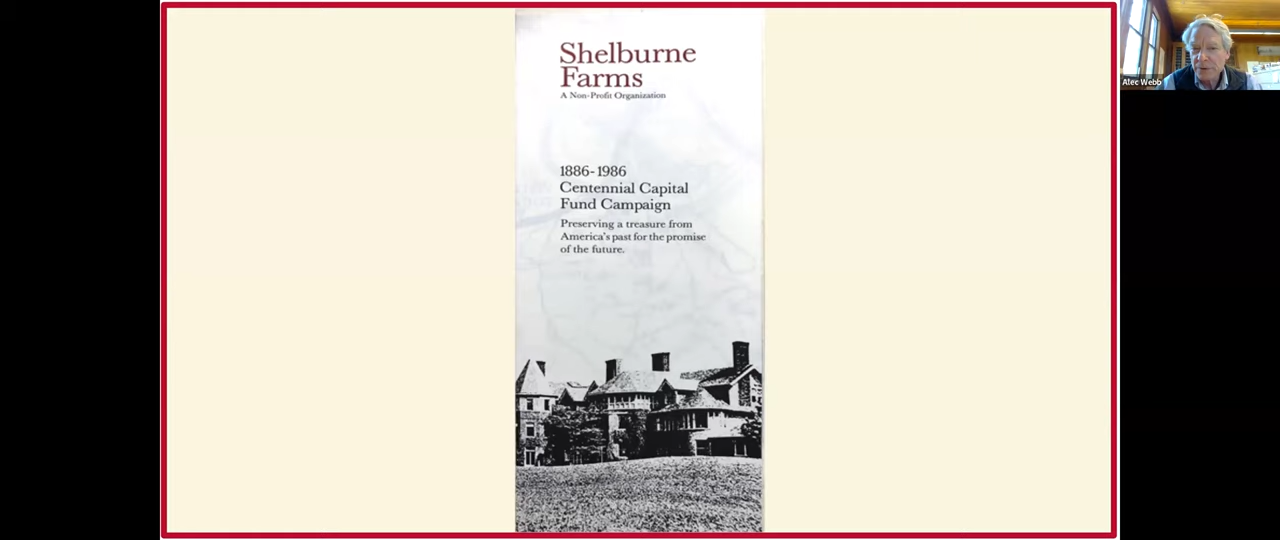 Shelburne
Farms
A Non-Profit Organization
1886-1986
Centennial Capital
Fund Campaign
Preserving a treasure from
America's past for the promise
of the future.
Alec Webb